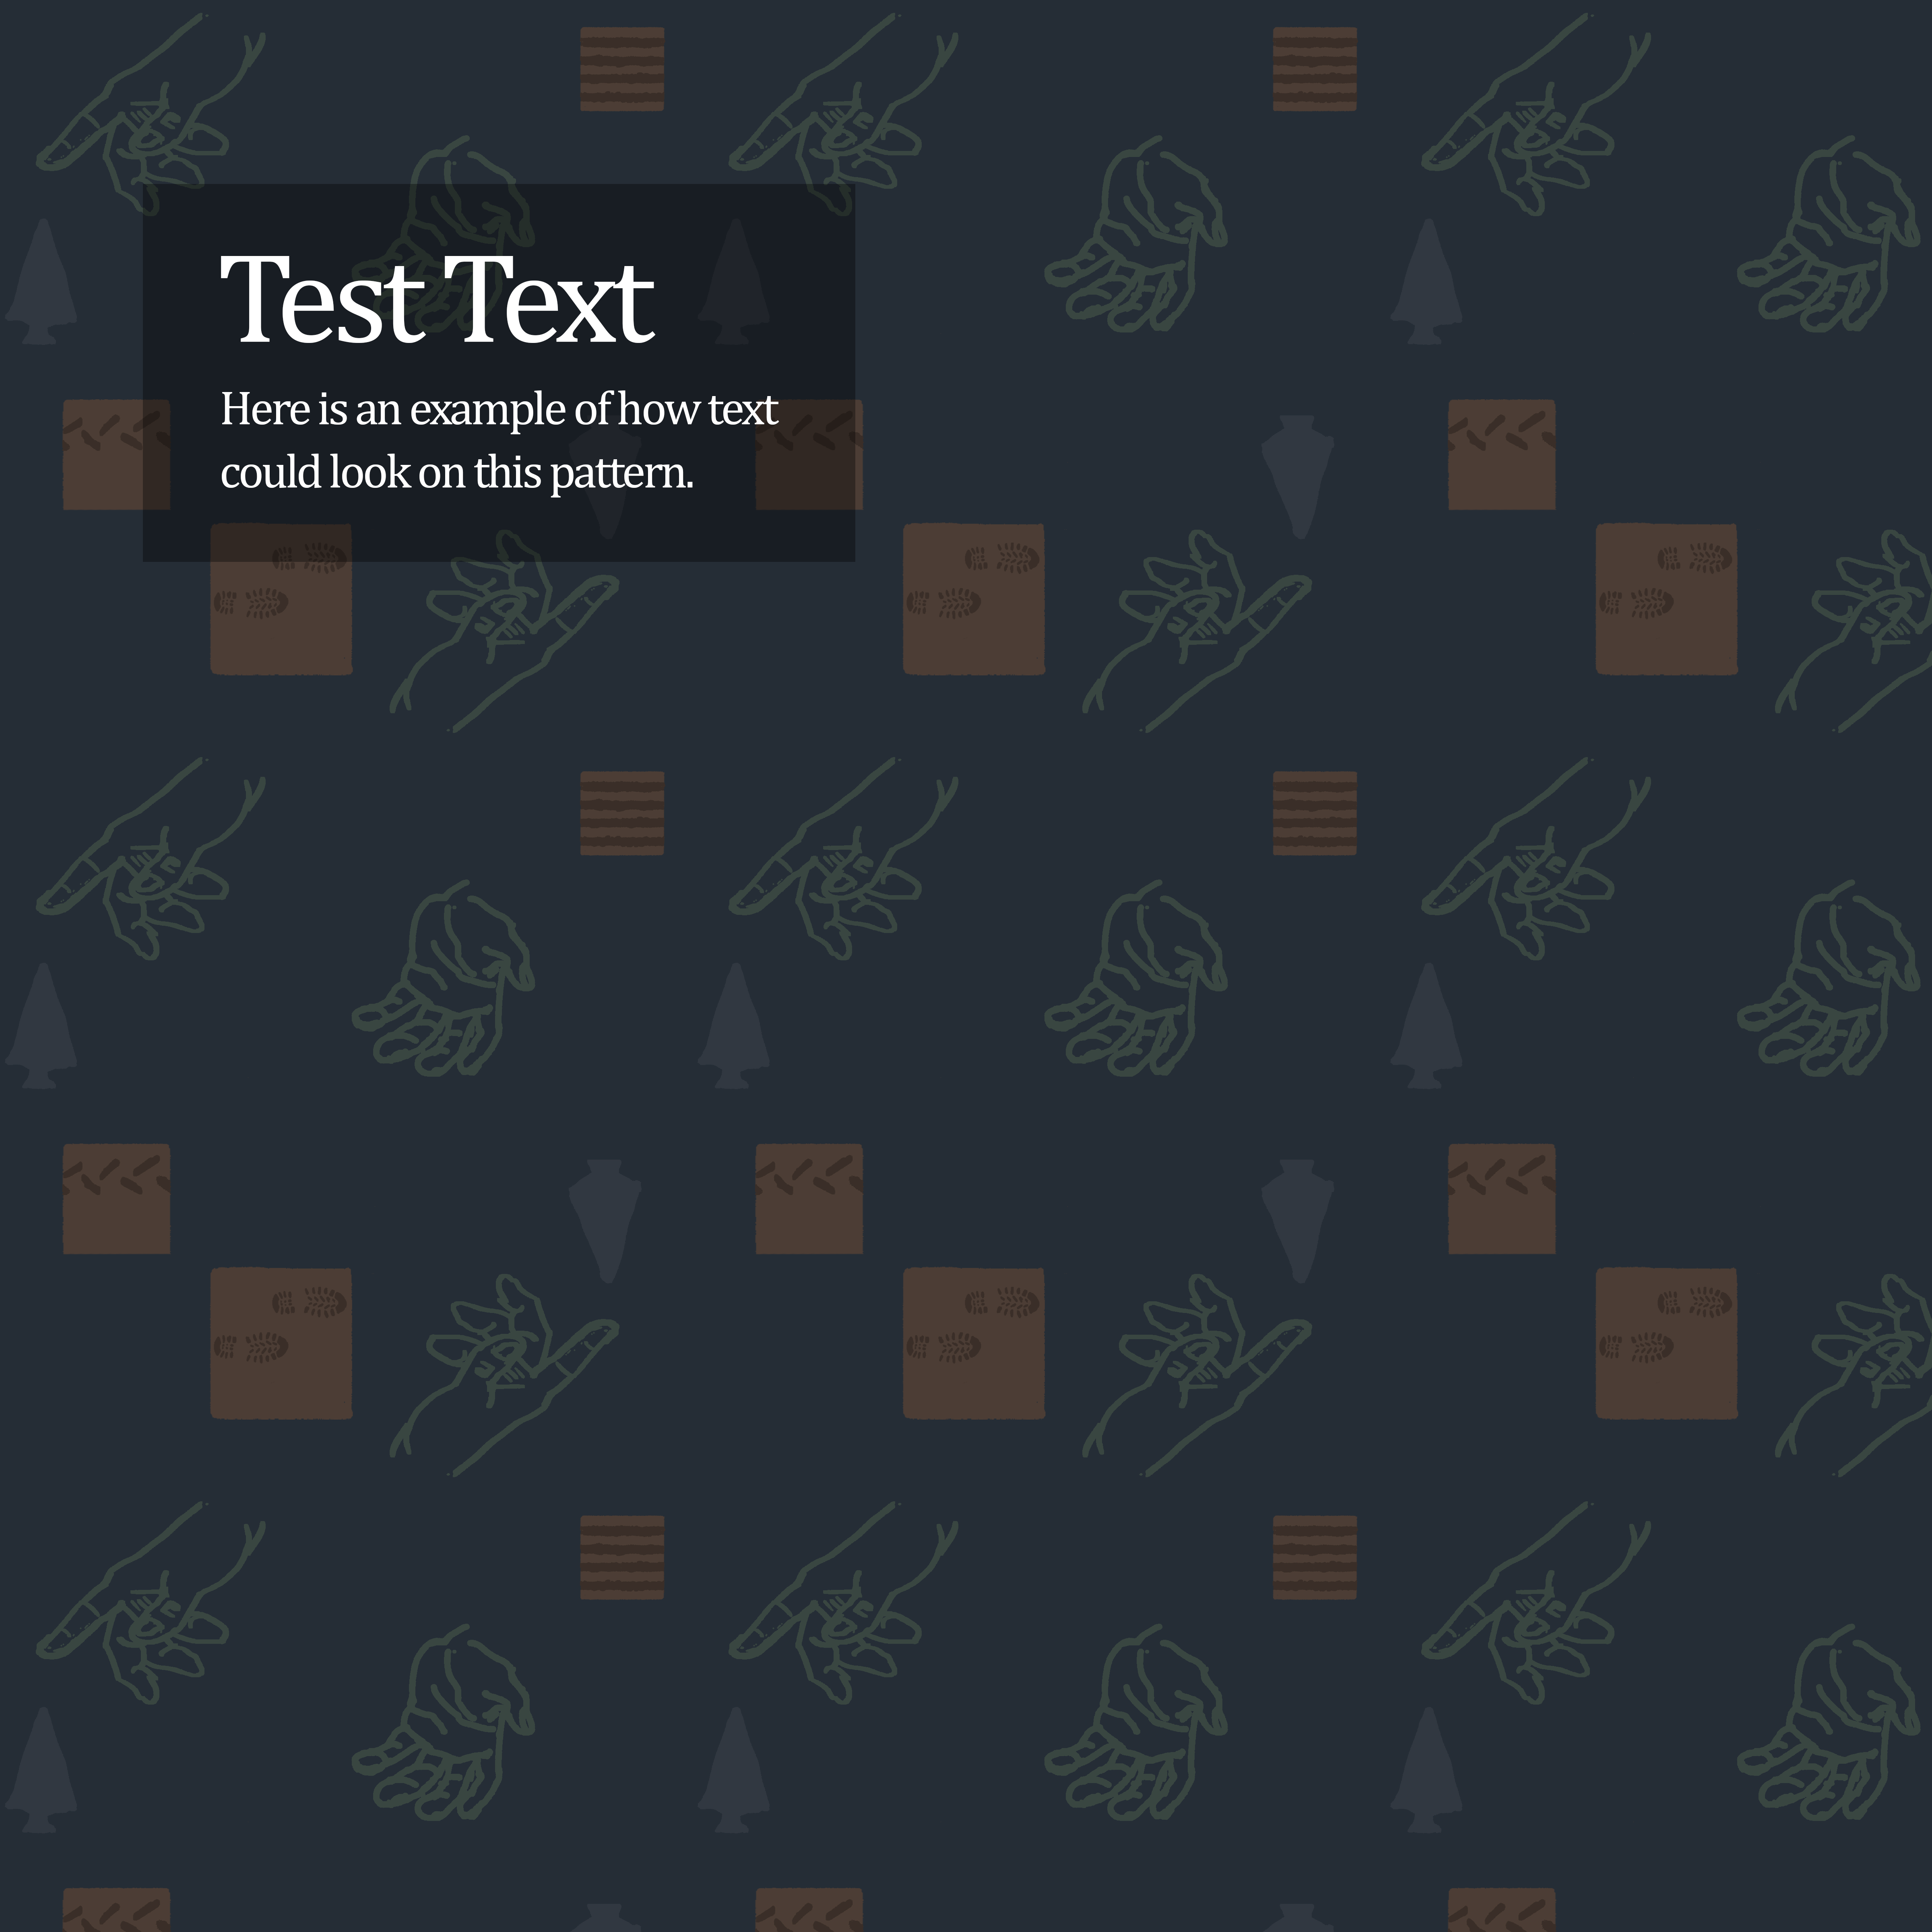 Test Text
Here is an example of how text
could look on this pattern.